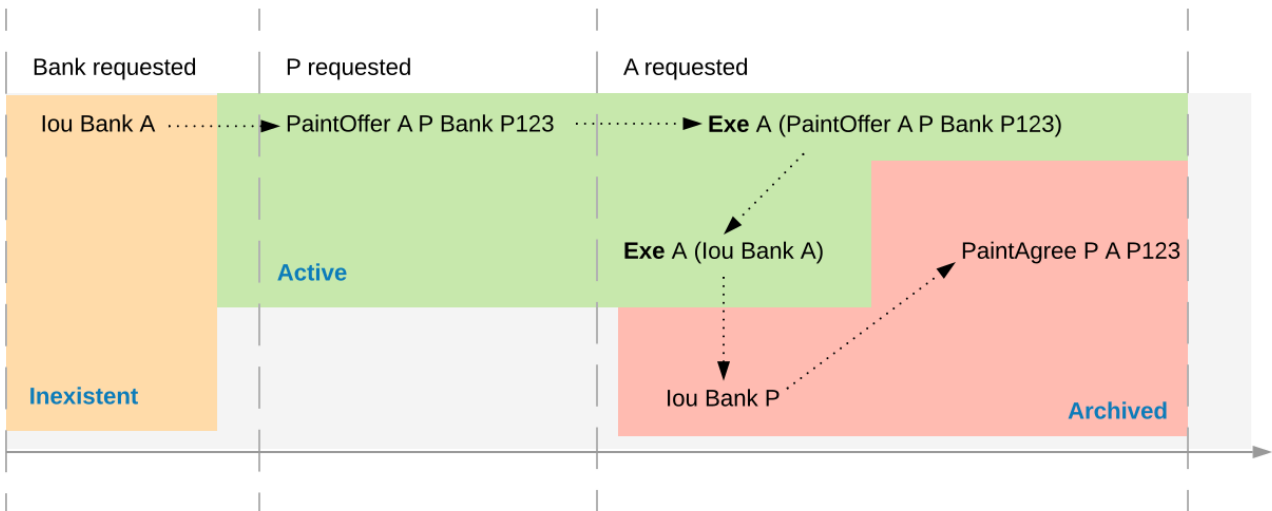 Bank requested
P requested
A requested
Iou Bank A
PaintOffer A P Bank P123
Exe A (PaintOffer A P Bank P123)
Exe A (Iou Bank A)
PaintAgree P A P123
Active
Inexistent
Iou Bank P
Archived